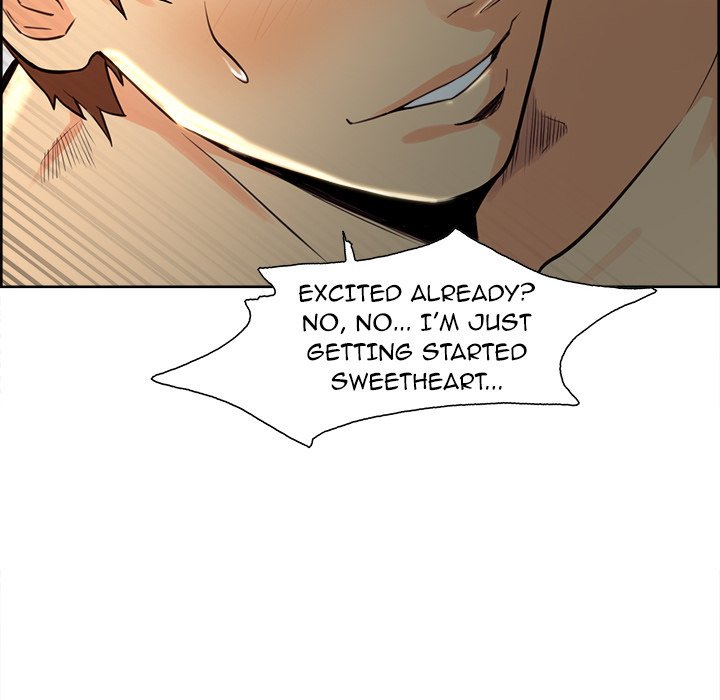 EXCITED ALREADY?
NO, NO... I'M JUST
GETTING STARTED
SWEETHEART...